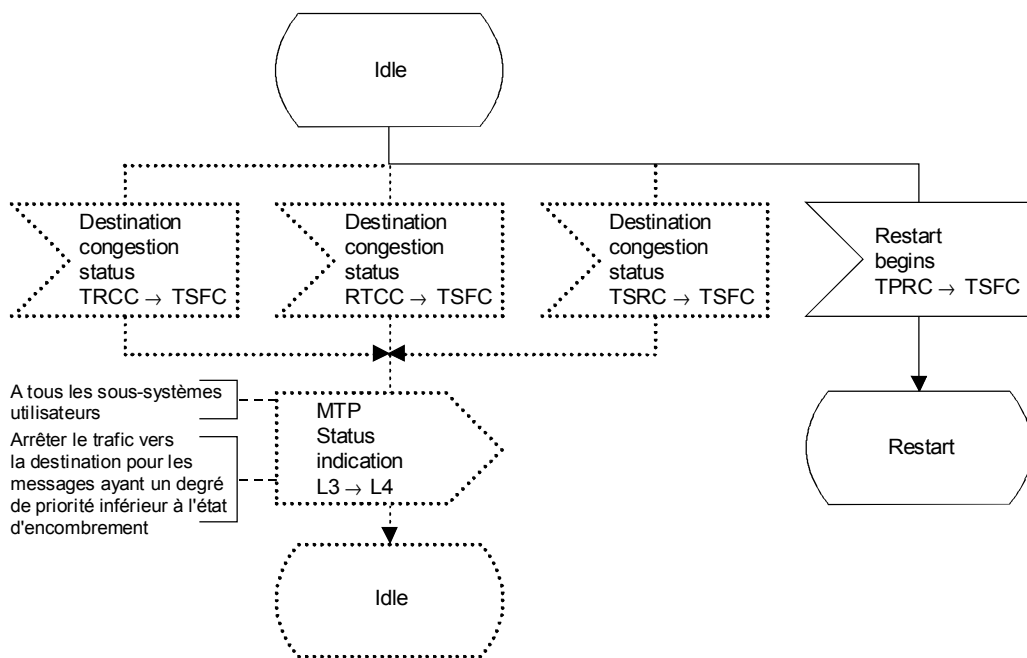 Idle
Destination
congestion
status
TRCC → TSFC
Destination
congestion
status
RTCC → TSFC
Destination
congestion
status
TSRC → TSFC
Restart
begins
TPRC → TSFC
A tous les sous-systèmes
utilisateurs
Arrêter le trafic vers
la destination pour les
messages ayant un degré
de priorité inférieur à l'état
d'encombrement
MTP
Status
indication
L3 → L4
Restart
Idle